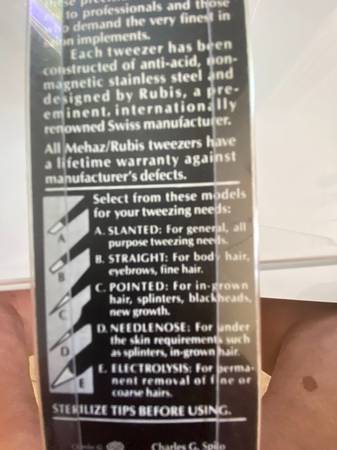 these
to professionals and those
who demand the very finest in
implements.
Each tweezer has been
constructed of anti-acid, non-
magnetic stainless steel and
designed by Rubis, a pre-
eminent, internationally
renowned Swiss manufacturer.
All Mehaz/Rubis tweezers have
a lifetime warranty against
manufacturer's defects.
Select from these models
for your tweezing needs:
A. SLANTED: For general, all
purpose tweezing needs.
B. STRAIGHT: For body hair,
eyebrows, fine hair.
C. POINTED: For in-grown
hair, splinters, blackheads,
new growth.
D. NEEDLENOSE: For under
the skin requirements such
as splinters, in-grown hair.
E. ELECTROLYSIS: For perma-
nent removal of fine or
coarse hairs.
A
B
C
D
E
STERILIZE TIPS BEFORE USING.
Charles G. Spilo